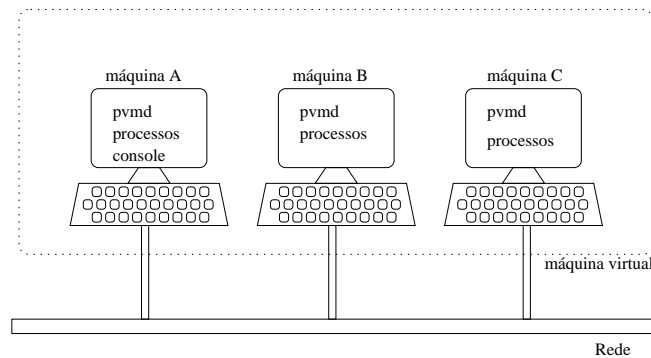 máquina A
pvmd
processos
console
máquina B
pvmd
processos
máquina C
pvmd
processos
máquina virtual
Rede